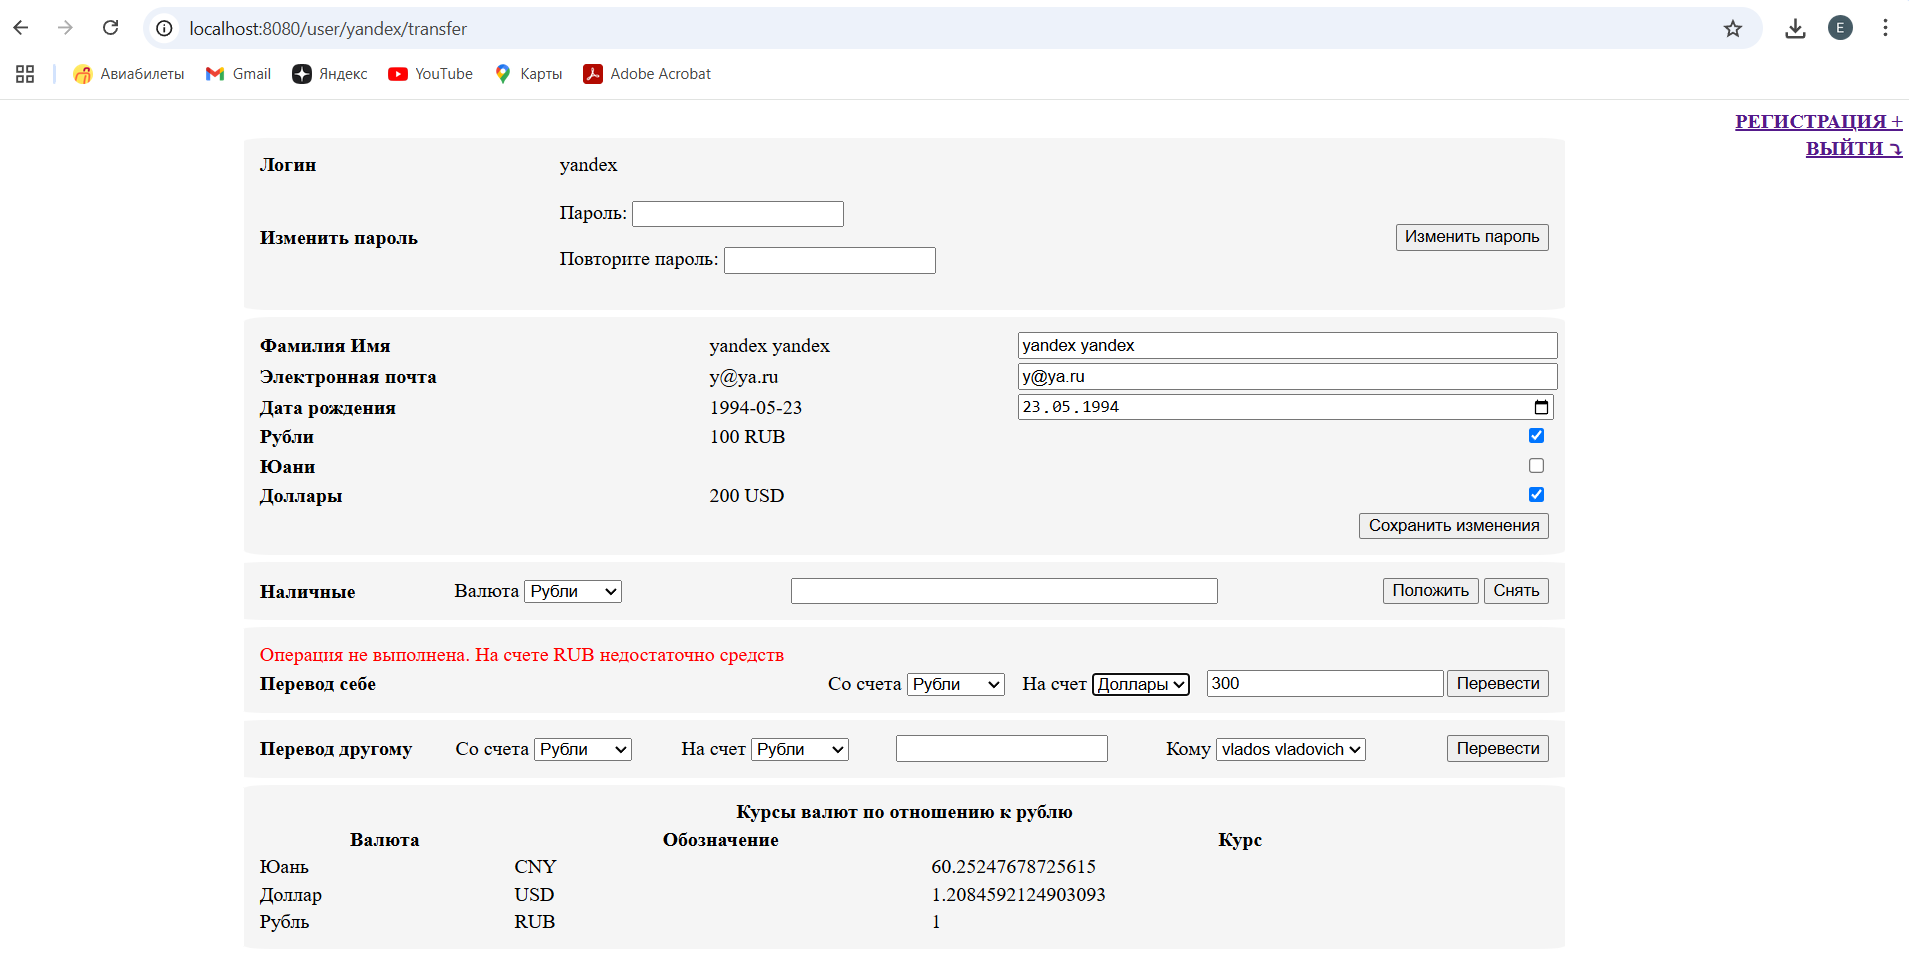 localhost:8080/user/yandex/transfer
E
Авиабилеты Gmail Яндекс YouTube Карты Adobe Acrobat
РЕГИСТРАЦИЯ +
ВЫЙТИ ⤵
Логин yandex
Пароль:
Изменить пароль Изменить пароль
Повторите пароль:
Фамилия Имя yandex yandex yandex yandex
Электронная почта y@ya.ru y@ya.ru
Дата рождения 1994-05-23 23.05.1994
Рубли 100 RUB
Юани
Доллары 200 USD
Сохранить изменения
Наличные Валюта Рубли Положить Снять
Операция не выполнена. На счете RUB недостаточно средств
Перевод себе Со счета Рубли На счет Доллары 300 Перевести
Перевод другому Со счета Рубли На счет Рубли Кому vlados vladovich Перевести
Курсы валют по отношению к рублю
Валюта Обозначение Курс
Юань CNY 60.25247678725615
Доллар USD 1.2084592124903093
Рубль RUB 1